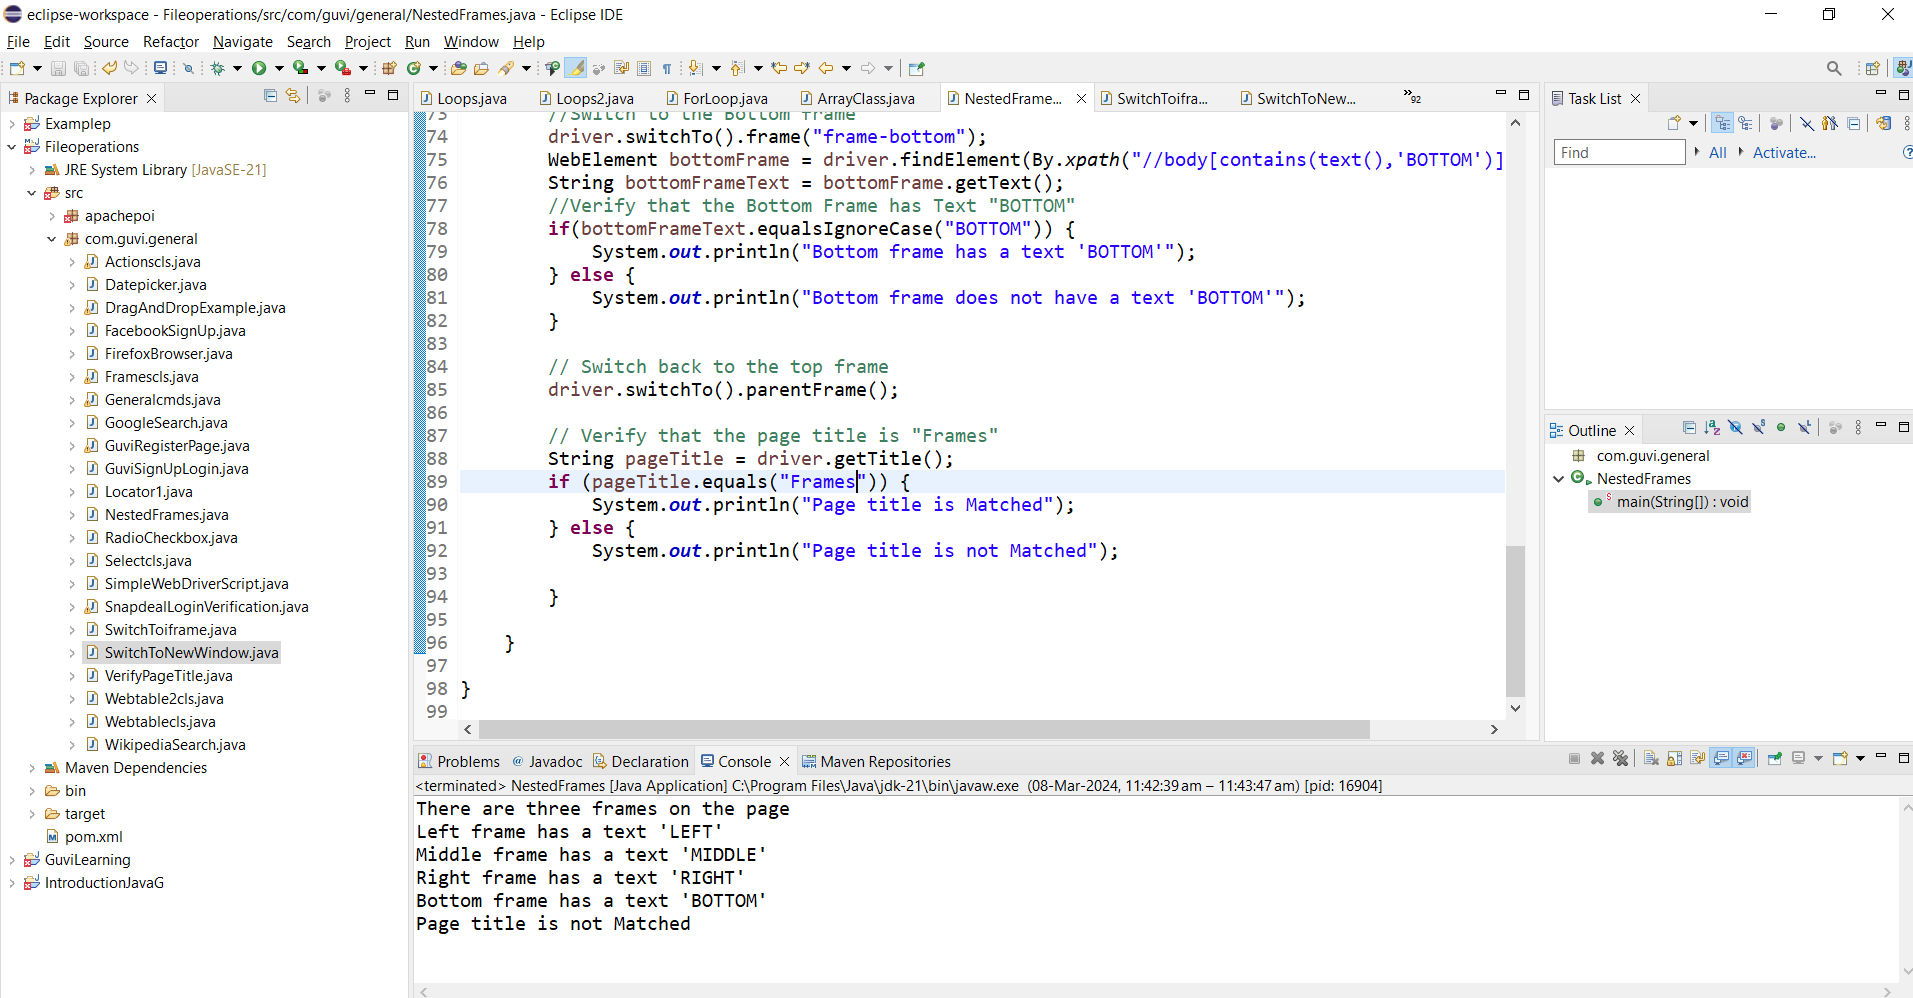 eclipse-workspace - Fileoperations/src/com/guvi/general/NestedFrames.java - Eclipse IDE
File Edit Source Refactor Navigate Search Project Run Window Help
Package Explorer
Examplep
Fileoperations
JRE System Library [JavaSE-21]
src
apachepoi
com.guvi.general
Actionscls.java
Datepicker.java
DragAndDropExample.java
FacebookSignUp.java
FirefoxBrowser.java
Framescls.java
Generalcmds.java
GoogleSearch.java
GuviRegisterPage.java
GuviSignUpLogin.java
Locator1.java
NestedFrames.java
RadioCheckbox.java
Selectcls.java
SimpleWebDriverScript.java
SnapdealLoginVerification.java
SwitchToiframe.java
SwitchToNewWindow.java
VerifyPageTitle.java
Webtable2cls.java
Webtablecls.java
WikipediaSearch.java
Maven Dependencies
bin
target
pom.xml
GuviLearning
IntroductionJavaG
Loops.java Loops2.java ForLoop.java ArrayClass.java NestedFrame... SwitchToifra... SwitchToNew... »92
73 //Switch to the Bottom frame
74 driver.switchTo().frame("frame-bottom");
75 WebElement bottomFrame = driver.findElement(By.xpath("//body[contains(text(),'BOTTOM')]
76 String bottomFrameText = bottomFrame.getText();
77 //Verify that the Bottom Frame has Text "BOTTOM"
78 if(bottomFrameText.equalsIgnoreCase("BOTTOM")) {
79 System.out.println("Bottom frame has a text 'BOTTOM'");
80 } else {
81 System.out.println("Bottom frame does not have a text 'BOTTOM'");
82 }
83
84 // Switch back to the top frame
85 driver.switchTo().parentFrame();
86
87 // Verify that the page title is "Frames"
88 String pageTitle = driver.getTitle();
89 if (pageTitle.equals("Frames")) {
90 System.out.println("Page title is Matched");
91 } else {
92 System.out.println("Page title is not Matched");
93
94 }
95
96 }
97
98 }
99
Task List
Find All Activate...
Outline
com.guvi.general
NestedFrames
main(String[]) : void
Problems Javadoc Declaration Console Maven Repositories
<terminated> NestedFrames [Java Application] C:\Program Files\Java\jdk-21\bin\javaw.exe (08-Mar-2024, 11:42:39 am – 11:43:47 am) [pid: 16904]
There are three frames on the page
Left frame has a text 'LEFT'
Middle frame has a text 'MIDDLE'
Right frame has a text 'RIGHT'
Bottom frame has a text 'BOTTOM'
Page title is not Matched